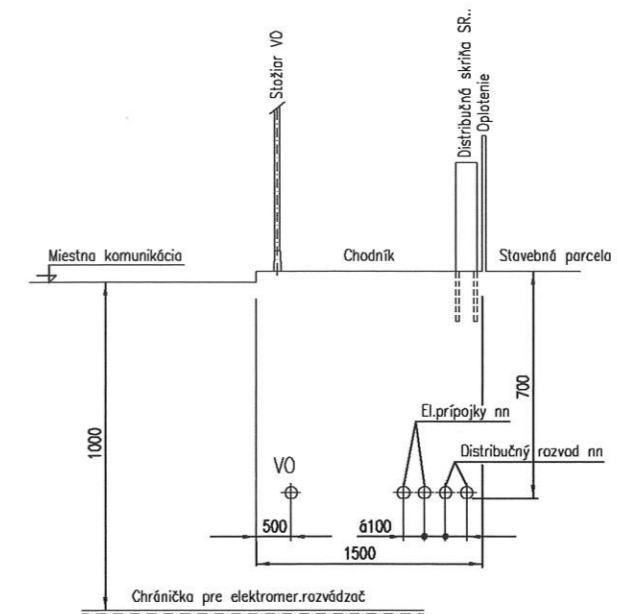 Stožiar VO
Distribučná skriňa SR..
Oplotenie
Miestna komunikácia
Chodník
Stavebná parcela
1000
700
El.prípojky nn
Distribučný rozvod nn
VO
500
á100
1500
Chránička pre elektromer.rozvádzač